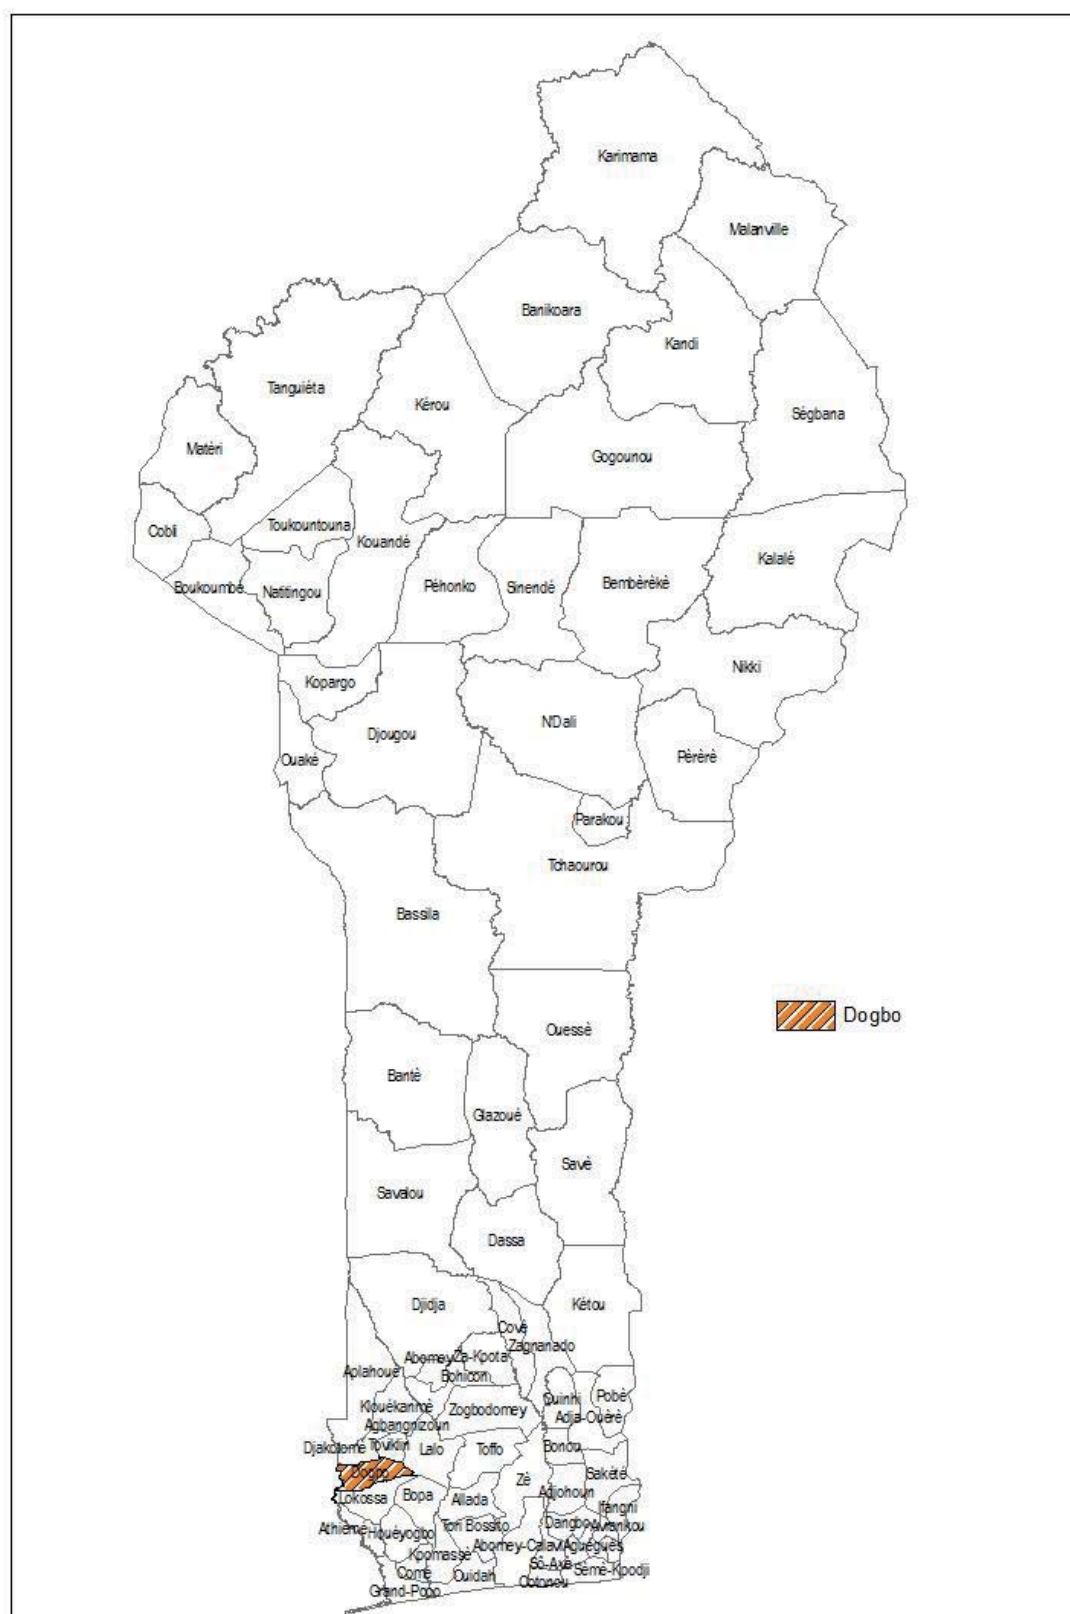 Karimama
Malanville
Banikoara
Kandi
Tanguiéta
Kérou
Ségbana
Matéri
Gogounou
Toukountouna
Cobli
Kouandé
Kalalé
Boukoumbé
Natitingou
Péhonko
Sinendé
Bembèrèkè
Nikki
Kopargo
N'Dali
Djougou
Ouaké
Pèrèrè
Parakou
Tchaourou
Bassila
Dogbo
Ouessè
Bantè
Glazoué
Savè
Savalou
Dassa
Djidja
Kétou
Covè
Zagnanado
Abomey
Za-Kpota
Aplahoué
Bohicon
Klouékanmè
Zogbodomey
Ouinhi
Pobè
Adja-Ouèrè
Agbangnizoun
Djakotomè
Toviklin
Lalo
Toffo
Bonou
Dogbo
Zè
Sakété
Lokossa
Bopa
Allada
Adjohoun
Ifangni
Athiémé
Houéyogbo
Tori Bossito
Dangbo
Avrankou
Kpomassè
Abomey-Calavi
Aguégués
Comè
Ouidah
Sô-Ava
Sèmè-Kpodji
Grand-Popo
Cotonou